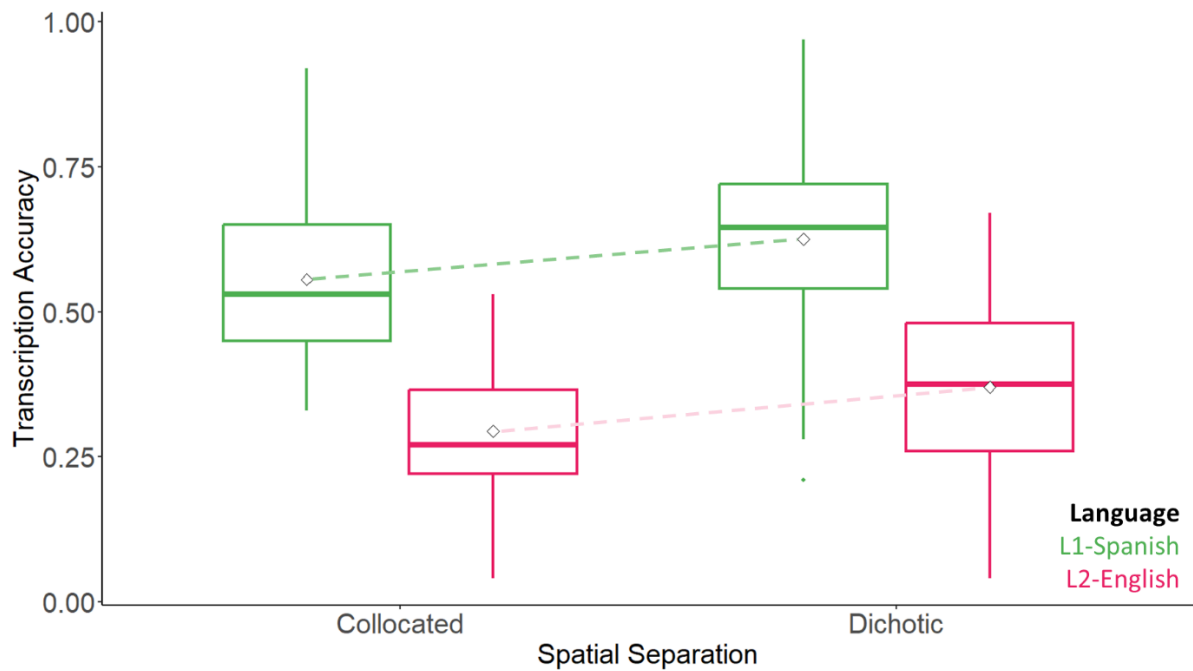 1.00
0.75
0.50
0.25
0.00
Transcription Accuracy
Collocated
Dichotic
Spatial Separation
Language
L1-Spanish
L2-English